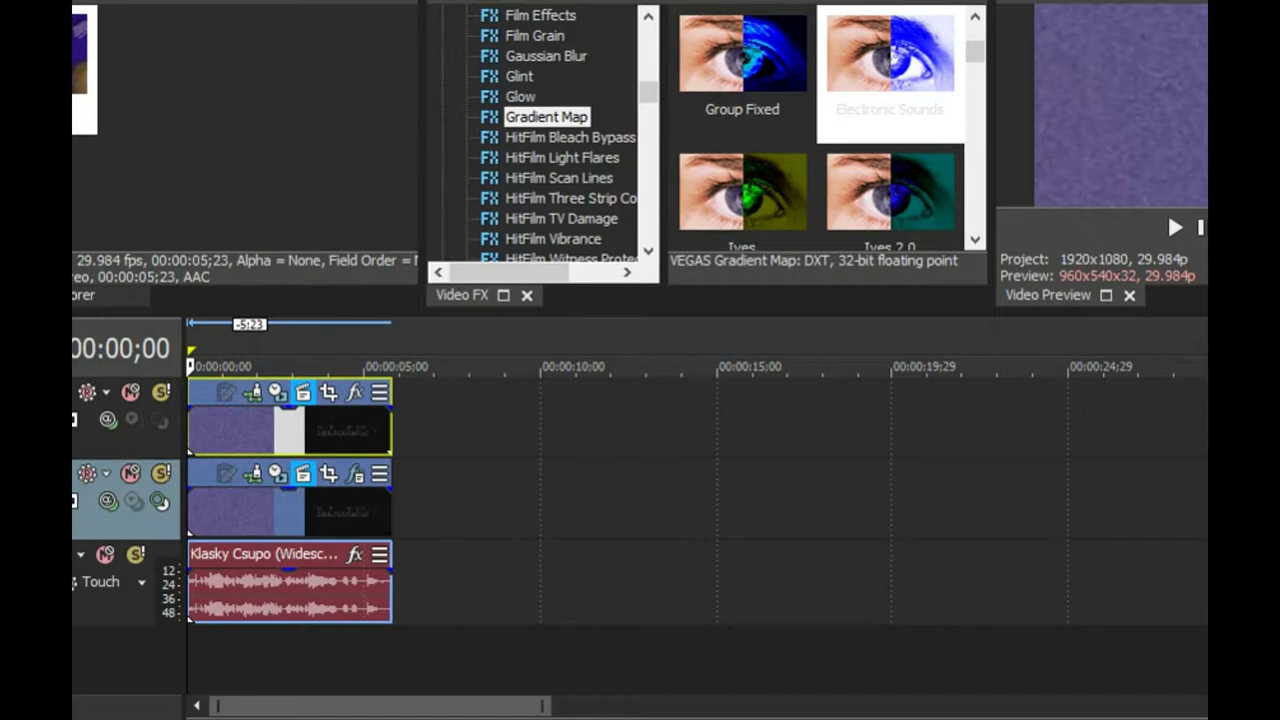 Film Effects
Film Grain
Gaussian Blur
Glint
Glow
Gradient Map
HitFilm Bleach Bypass
HitFilm Light Flares
HitFilm Scan Lines
HitFilm Three Strip Co
HitFilm TV Damage
HitFilm Vibrance
HitFilm Witness Prote
Group Fixed
Electronic Sounds
Ives
Ives 2.0
29.984 fps, 00:00:05;23, Alpha = None, Field Order = N
reo, 00:00:05;23, AAC
VEGAS Gradient Map: DXT, 32-bit floating point
Project: 1920x1080, 29.984p
Preview: 960x540x32, 29.984p
orer
Video FX
Video Preview
-5;23
00:00;00
0:00:00;00
00:00:05;00
00:00:10;00
00:00:15;00
00:00:19;29
00:00:24;29
Klasky Csupo (Widesc...
fx
Touch
12
24
36
48